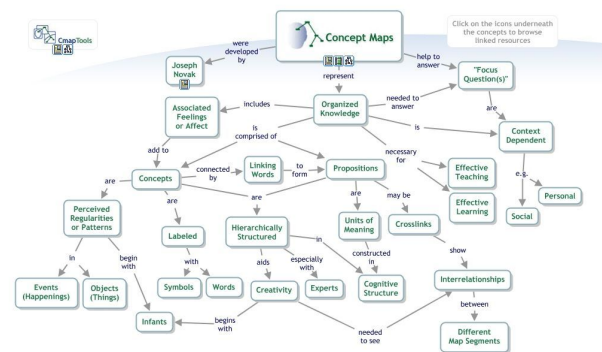 CmapTools
Concept Maps
Click on the icons underneath
the concepts to browse
linked resources
were
developed
by
help to
answer
Joseph
Novak
represent
"Focus
Question(s)"
needed to
answer
Associated
Feelings
or Affect
includes
Organized
Knowledge
are
is
comprised of
is
Context
Dependent
add to
necessary
for
Concepts
connected
by
Linking
Words
to
form
Propositions
Effective
Teaching
e.g.
Personal
are
are
are
are
may be
Effective
Learning
Social
Perceived
Regularities
or Patterns
Labeled
Hierarchically
Structured
Units of
Meaning
Crosslinks
in
begin
with
with
aids
especially
with
in
constructed
in
show
Events
(Happenings)
Objects
(Things)
Symbols
Words
Creativity
Experts
Cognitive
Structure
Interrelationships
Infants
begins
with
needed
to see
between
Different
Map Segments